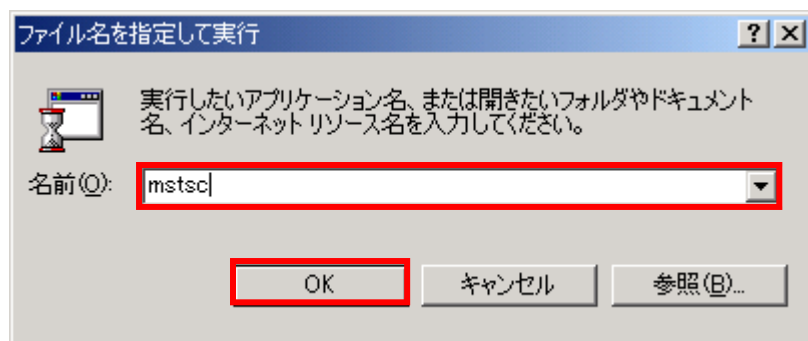 ファイル名を指定して実行
実行したいアプリケーション名、または開きたいフォルダやドキュメント
名、インターネット リソース名を入力してください。
名前(O): mstsc
OK キャンセル 参照(B)...